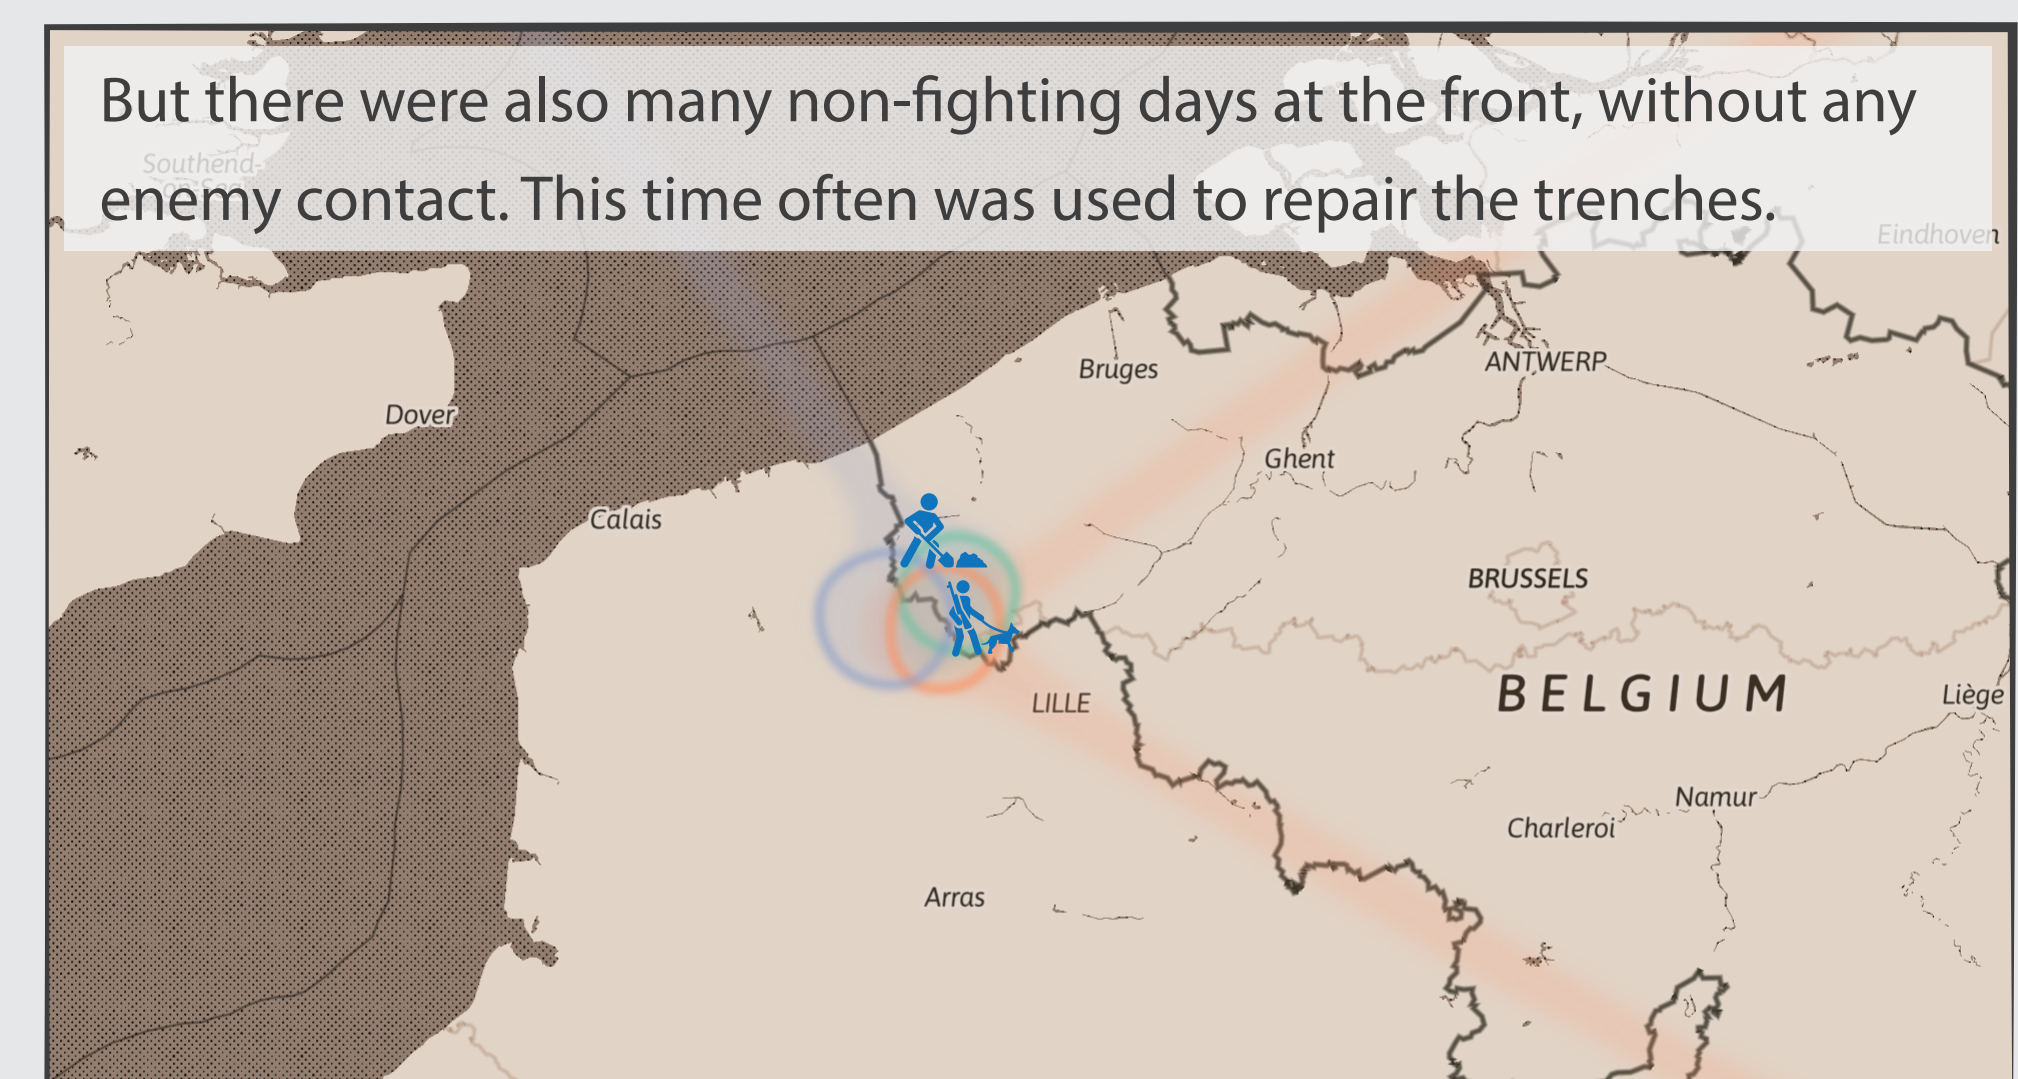 But there were also many non-fighting days at the front, without any
enemy contact. This time often was used to repair the trenches.
Southend-
on-Sea
Eindhoven
Bruges
ANTWERP
Dover
Ghent
Calais
BRUSSELS
BELGIUM
Liège
LILLE
Namur
Charleroi
Arras